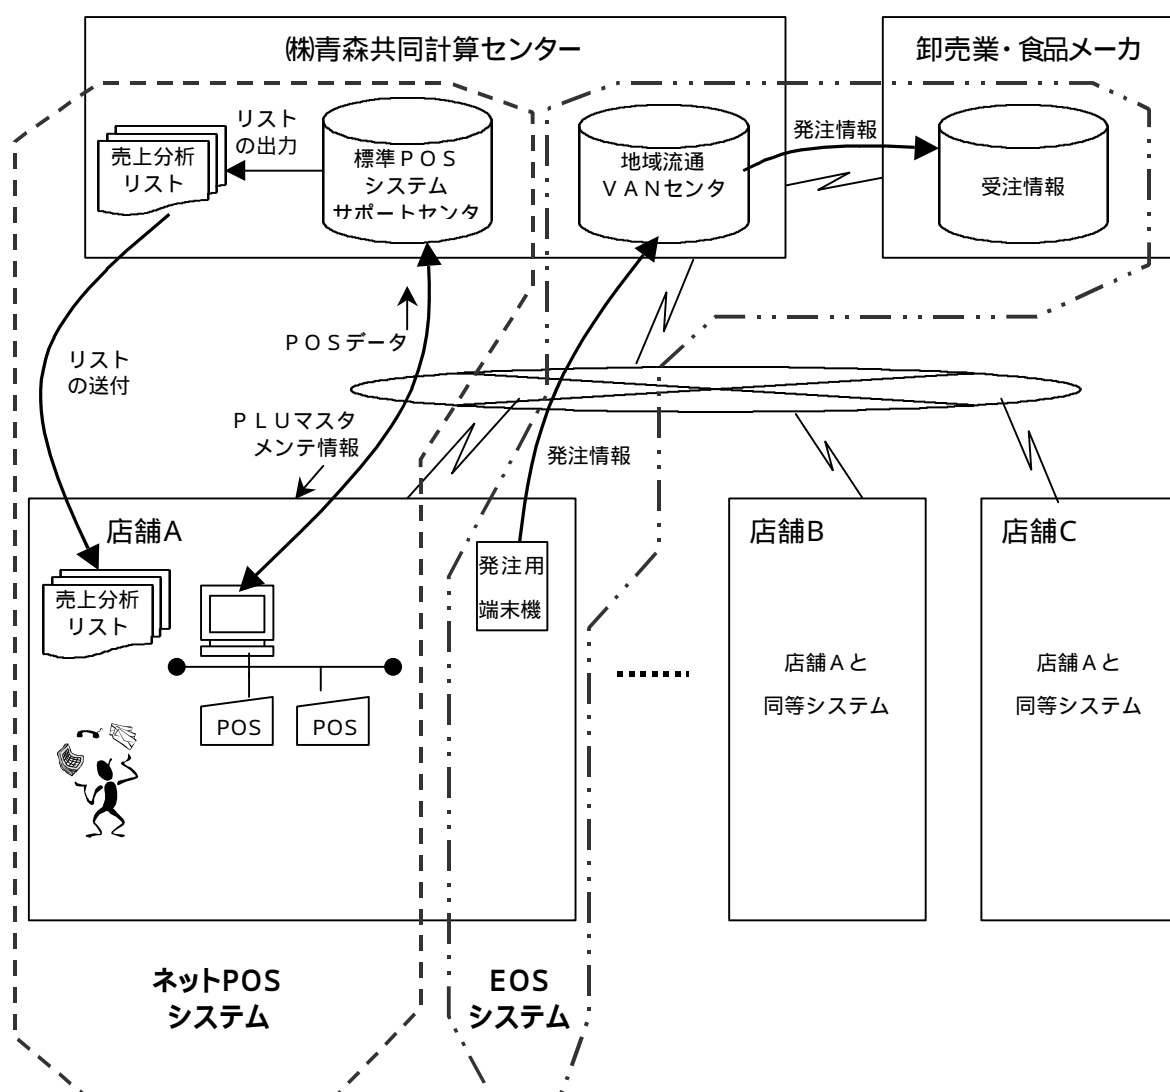 ㈱青森共同計算センター
卸売業・食品メーカ
リスト
の出力
売上分析
リスト
標準POS
システム
サポートセンタ
地域流通
VANセンタ
発注情報
受注情報
POSデータ
リスト
の送付
PLUマスタ
メンテ情報
発注情報
店舗A
店舗B
店舗C
売上分析
リスト
発注用
端末機
POS
POS
店舗Aと
同等システム
店舗Aと
同等システム
ネットPOS
システム
EOS
システム